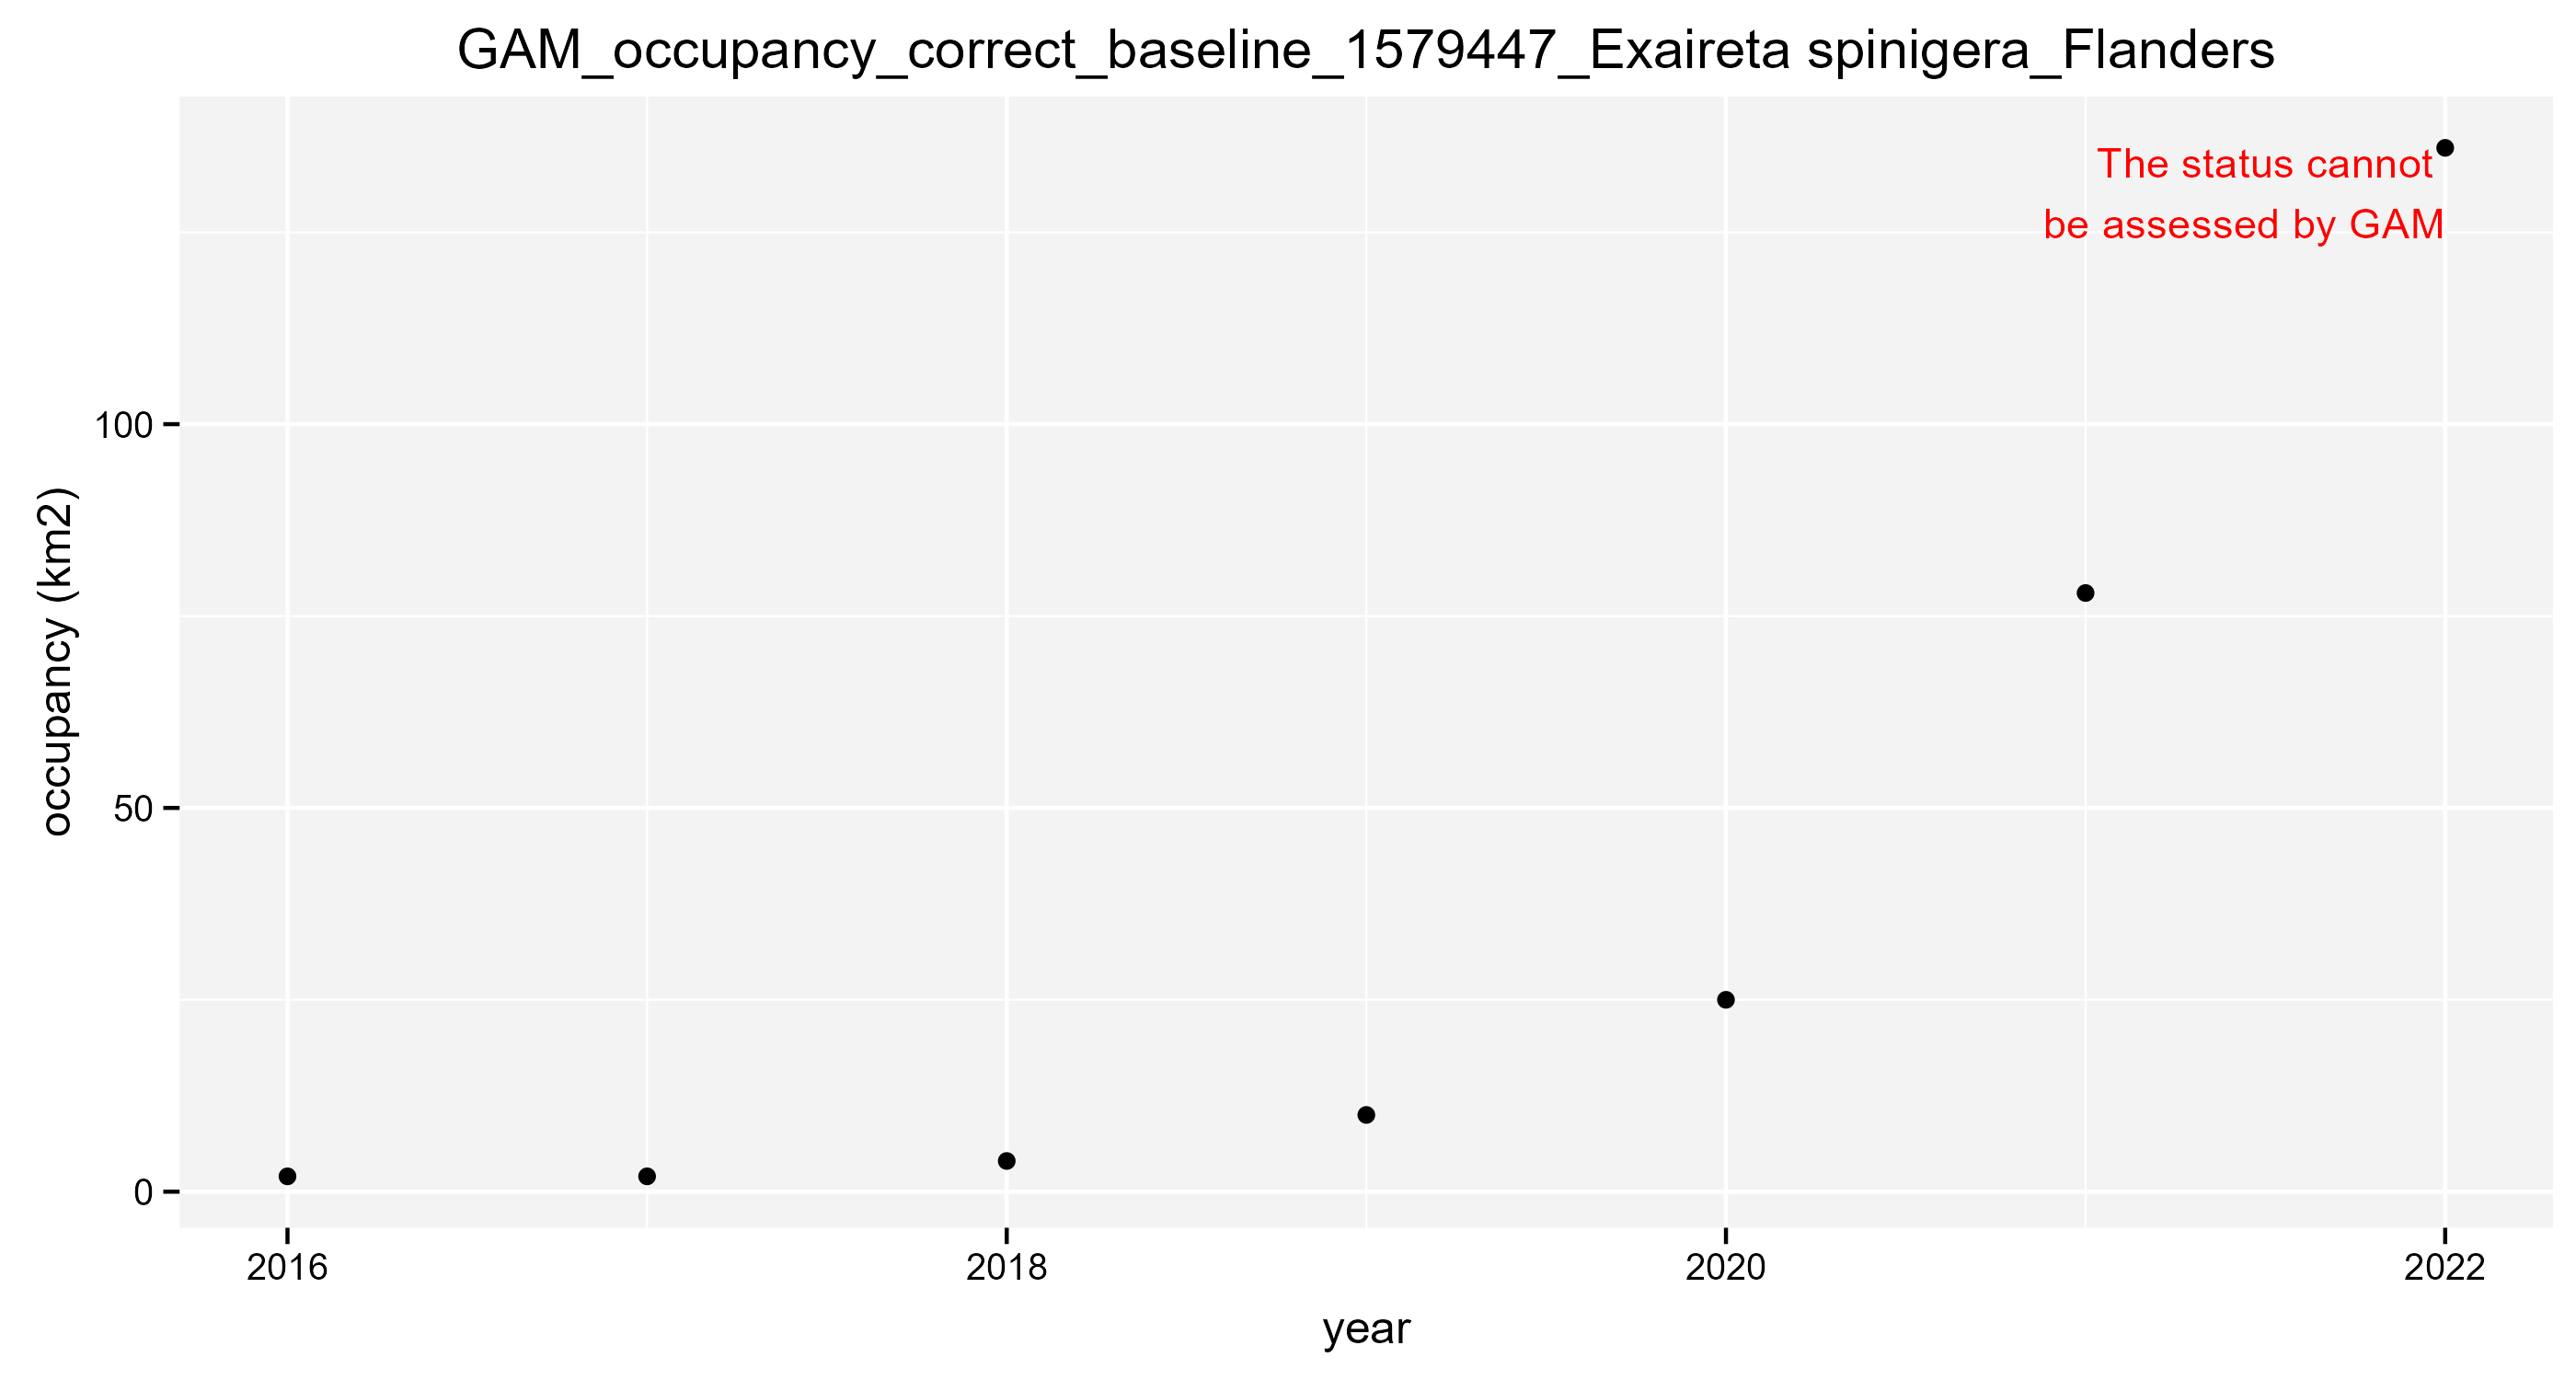 GAM_occupancy_correct_baseline_1579447_Exaireta spinigera_Flanders
The status cannot
be assessed by GAM
100
50
0
occupancy (km2)
2016
2018
2020
2022
year